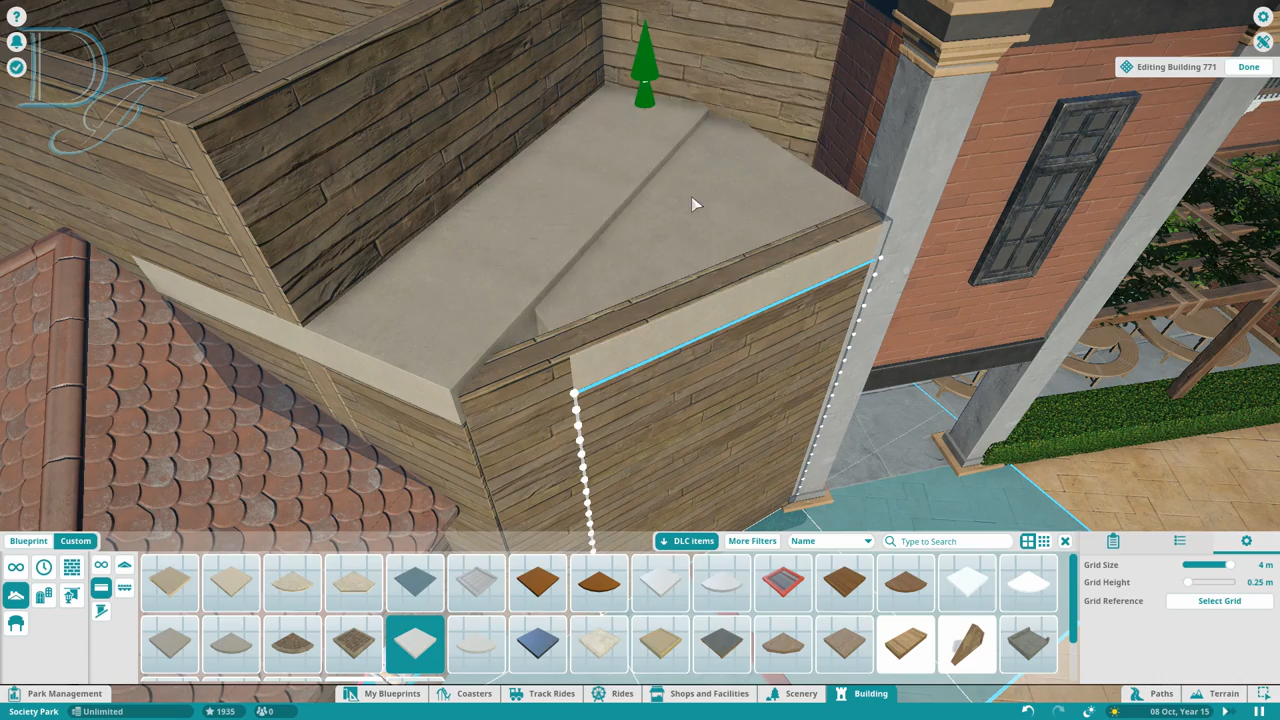 Editing Building 771
Done
Blueprint
Custom
DLC items
More Filters
Name
Type to Search
Grid Size
4 m
Grid Height
0.25 m
Grid Reference
Select Grid
Park Management
My Blueprints
Coasters
Track Rides
Rides
Shops and Facilities
Scenery
Building
Paths
Terrain
Society Park
Unlimited
1935
0
08 Oct, Year 15